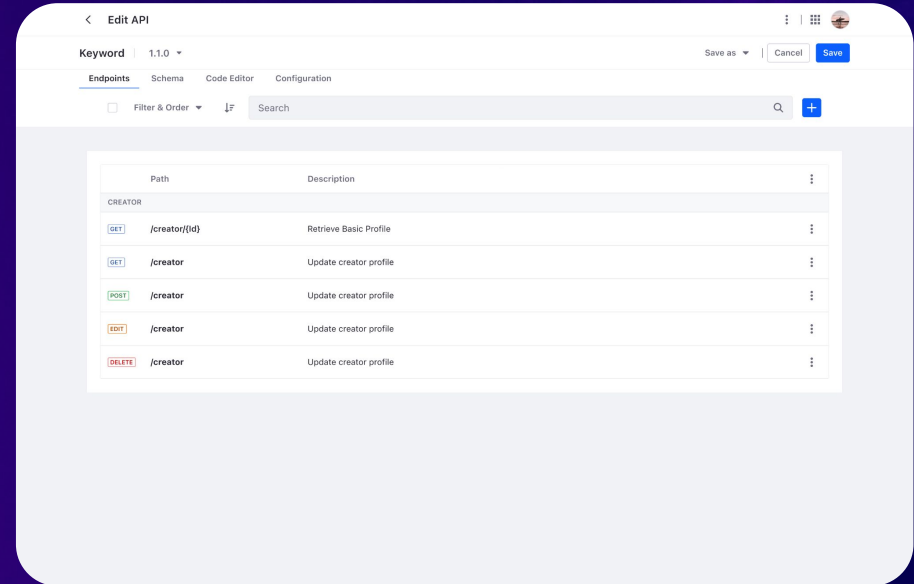 Edit API
Keyword 1.1.0 Save as Cancel Save
Endpoints Schema Code Editor Configuration
Filter & Order Search
Path Description
CREATOR
GET /creator/{Id} Retrieve Basic Profile
GET /creator Update creator profile
POST /creator Update creator profile
EDIT /creator Update creator profile
DELETE /creator Update creator profile